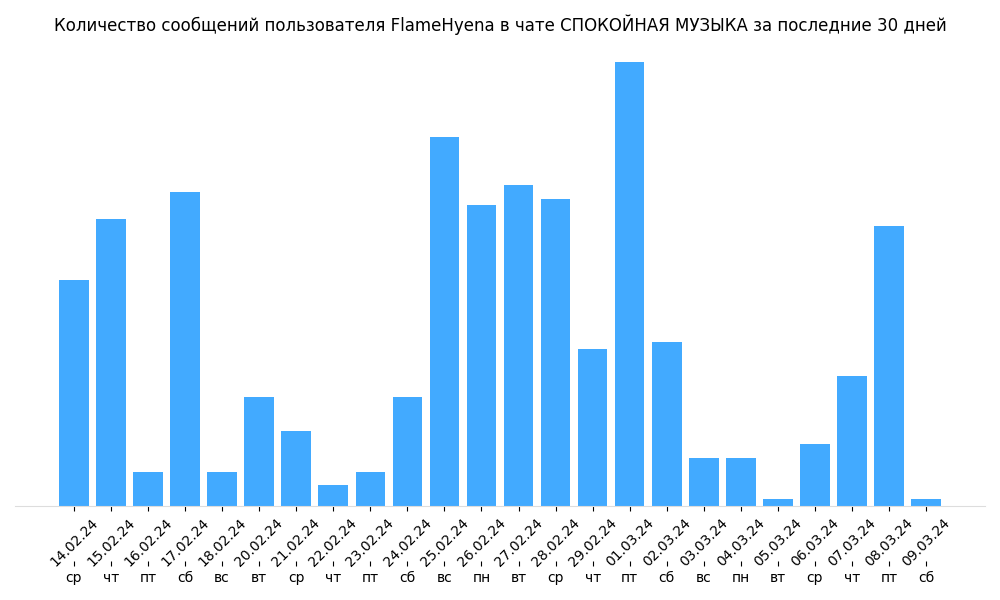 Количество сообщений пользователя FlameHyena в чате СПОКОЙНАЯ МУЗЫКА за последние 30 дней
14.02.24 15.02.24 16.02.24 17.02.24 18.02.24 20.02.24 21.02.24 22.02.24 23.02.24 24.02.24 25.02.24 26.02.24 27.02.24 28.02.24 29.02.24 01.03.24 02.03.24 03.03.24 04.03.24 05.03.24 06.03.24 07.03.24 08.03.24 09.03.24
ср чт пт сб вс вт ср чт пт сб вс пн вт ср чт пт сб вс пн вт ср чт пт сб